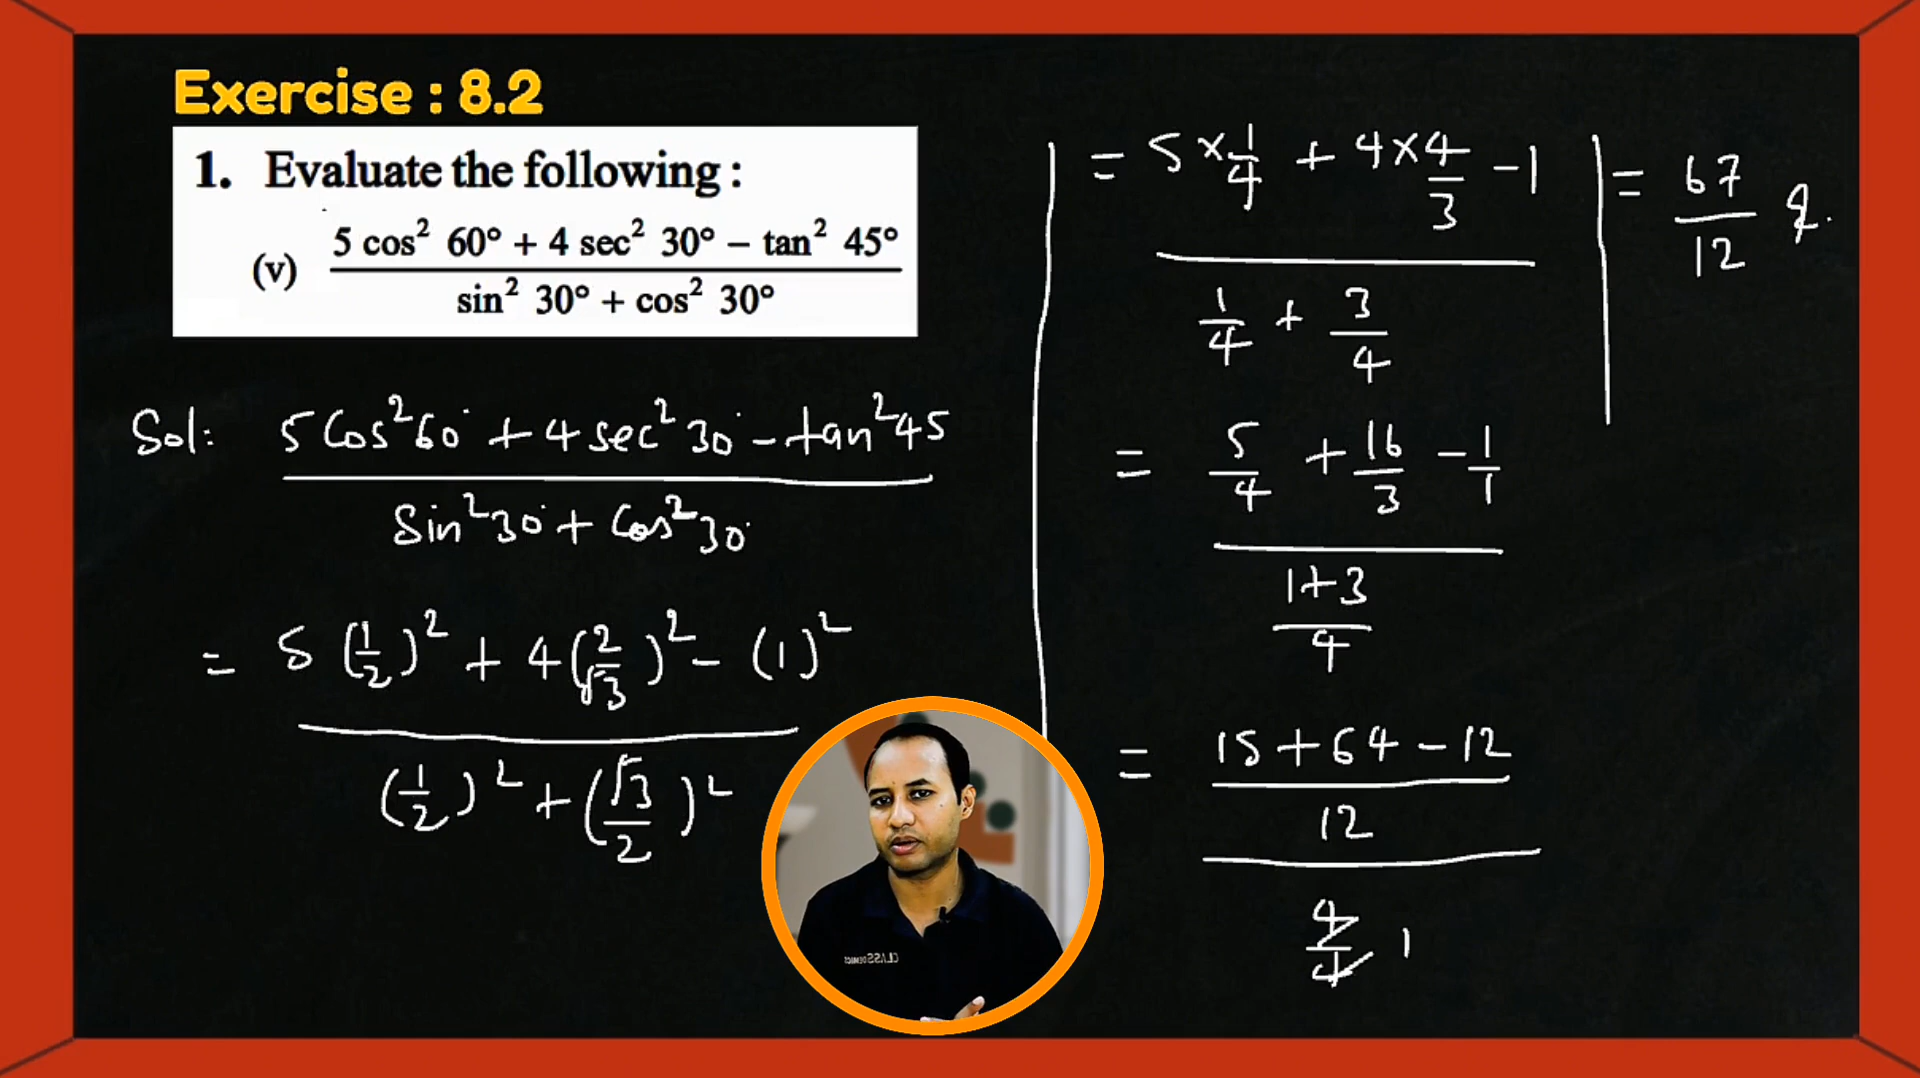 Exercise : 8.2
1. Evaluate the following :
(v) 5 cos² 60° + 4 sec² 30° − tan² 45°
sin² 30° + cos² 30°
Sol: 5 Cos²60° + 4 sec²30° − tan²45
Sin²30° + Cos²30°
= 5 (1/2)² + 4 (2/√3)² − (1)²
(1/2)² + (√3/2)²
= 5 × 1/4 + 4 × 4/3 − 1
1/4 + 3/4
= 5/4 + 16/3 − 1/1
1+3
4
= 15 + 64 − 12
12
4/4 1
= 67
12